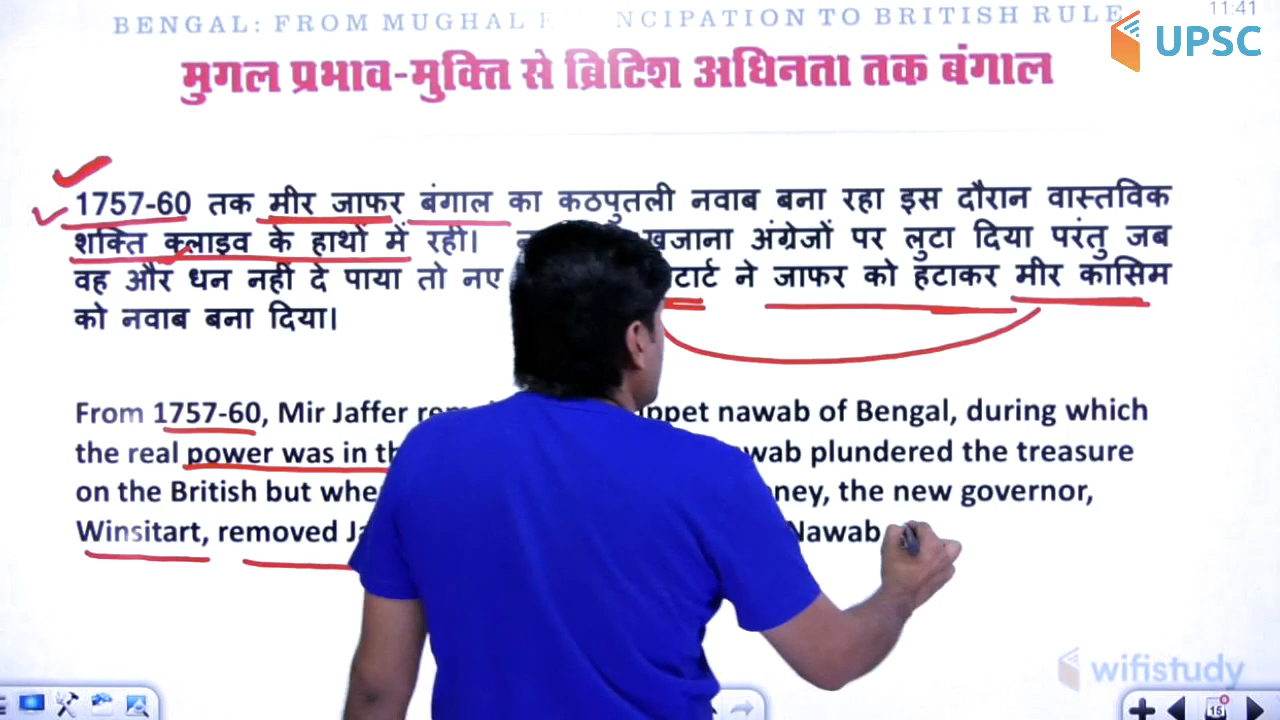 BENGAL: FROM MUGHAL NCIPATION TO BRITISH RULE
11:41
UPSC
मुगल प्रभाव-मुक्ति से ब्रिटिश अधिनता तक बंगाल
1757-60 तक मीर जाफर बंगाल का कठपुतली नवाब बना रहा इस दौरान वास्तविक
शक्ति क्लाइव के हाथों में रही। खजाना अंग्रेजों पर लुटा दिया परंतु जब
वह और धन नहीं दे पाया तो नए टार्ट ने जाफर को हटाकर मीर कासिम
को नवाब बना दिया।
From 1757-60, Mir Jaffer ppet nawab of Bengal, during which
the real power was in th wab plundered the treasure
on the British but whe ney, the new governor,
Winsitart, removed Ja Nawab
wifistudy
15